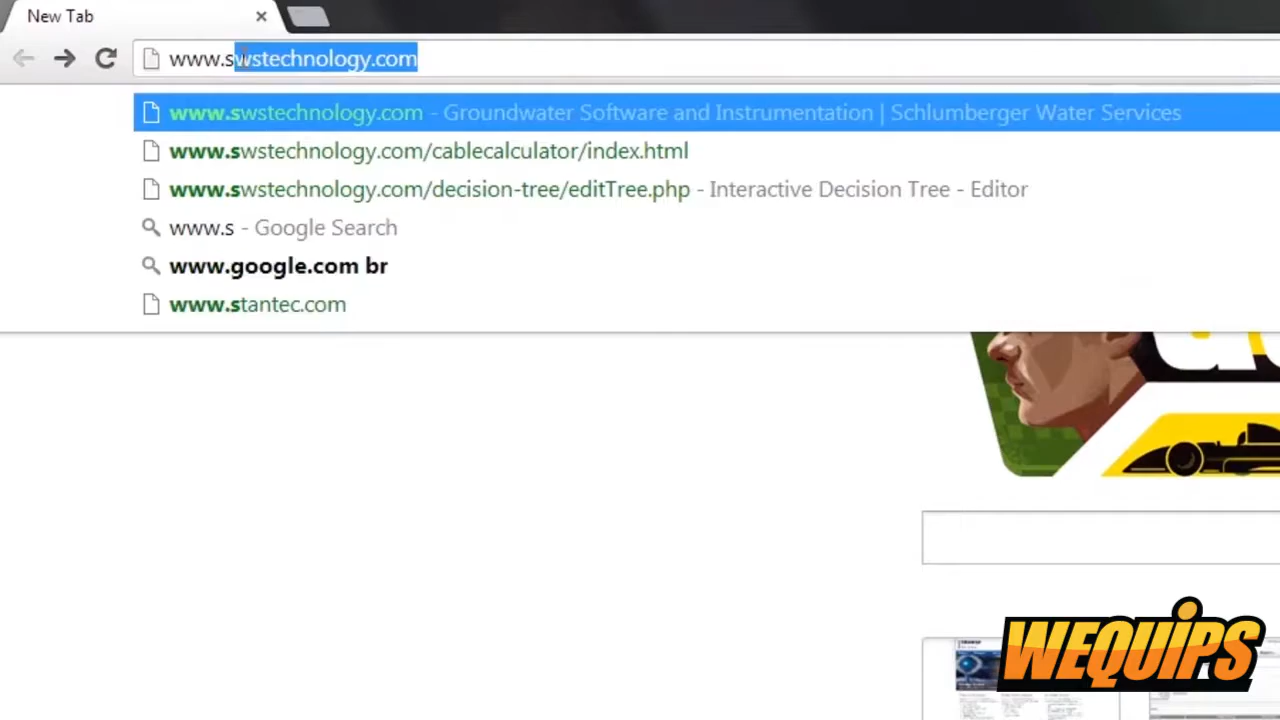 New Tab
www.swstechnology.com
www.swstechnology.com - Groundwater Software and Instrumentation | Schlumberger Water Services
www.swstechnology.com/cablecalculator/index.html
www.swstechnology.com/decision-tree/editTree.php - Interactive Decision Tree - Editor
www.s - Google Search
www.google.com br
www.stantec.com
WEQUIPS